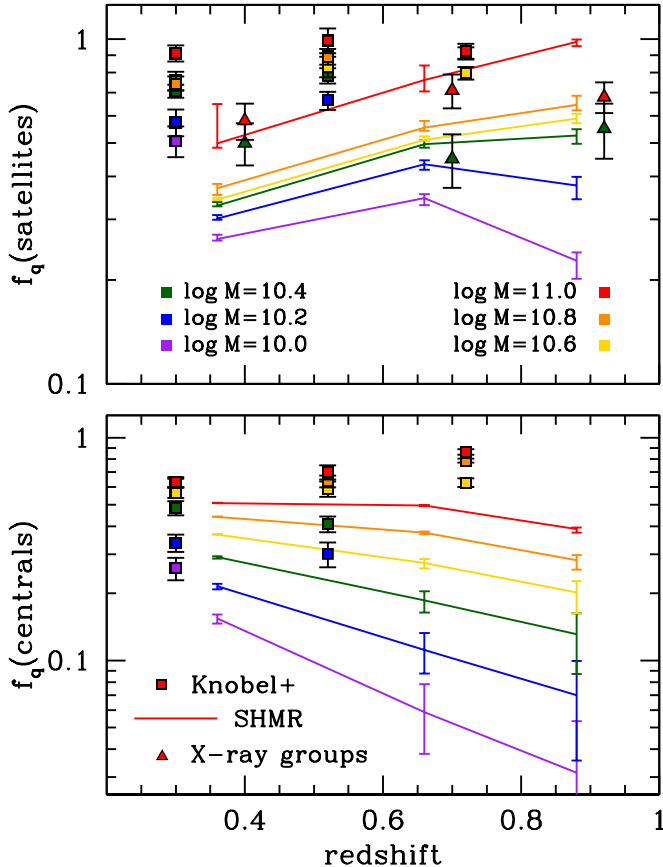 1
f_q(satellites)
log M=10.4 log M=11.0
log M=10.2 log M=10.8
log M=10.0 log M=10.6
0.1
1
f_q(centrals)
0.1
Knobel+
SHMR
X-ray groups
0.4 0.6 0.8 1
redshift